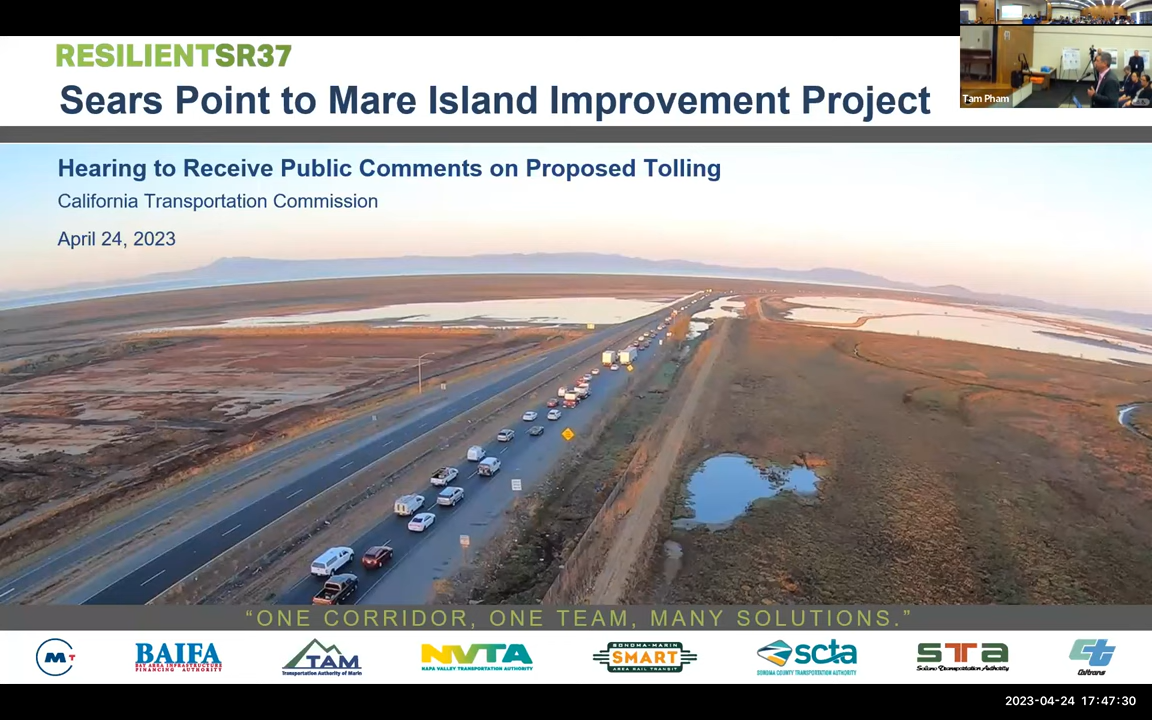 RESILIENTSR37
Sears Point to Mare Island Improvement Project
Tam Pham
Hearing to Receive Public Comments on Proposed Tolling
California Transportation Commission
April 24, 2023
“ONE CORRIDOR, ONE TEAM, MANY SOLUTIONS.”
MT
BAIFA
BAY AREA INFRASTRUCTURE
FINANCING AUTHORITY
TAM
Transportation Authority of Marin
NVTA
NAPA VALLEY TRANSPORTATION AUTHORITY
SONOMA-MARIN
SMART
AREA RAIL TRANSIT
scta
SONOMA COUNTY TRANSPORTATION AUTHORITY
STA
Solano Transportation Authority
ct
Caltrans
2023-04-24 17:47:30